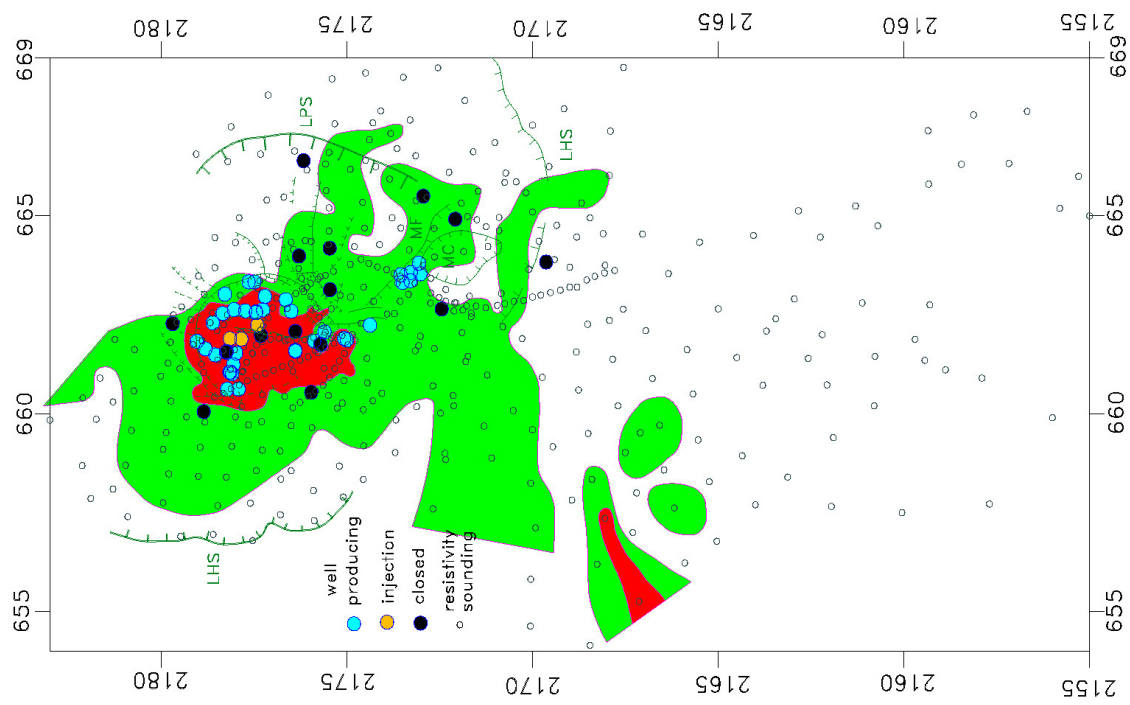 2180
2175
2170
2165
2160
2155
669
669
LPS
LHS
665
665
MF
MC
660
660
LHS
well
producing
injection
closed
resistivity
sounding
655
655
2180
2175
2170
2165
2160
2155